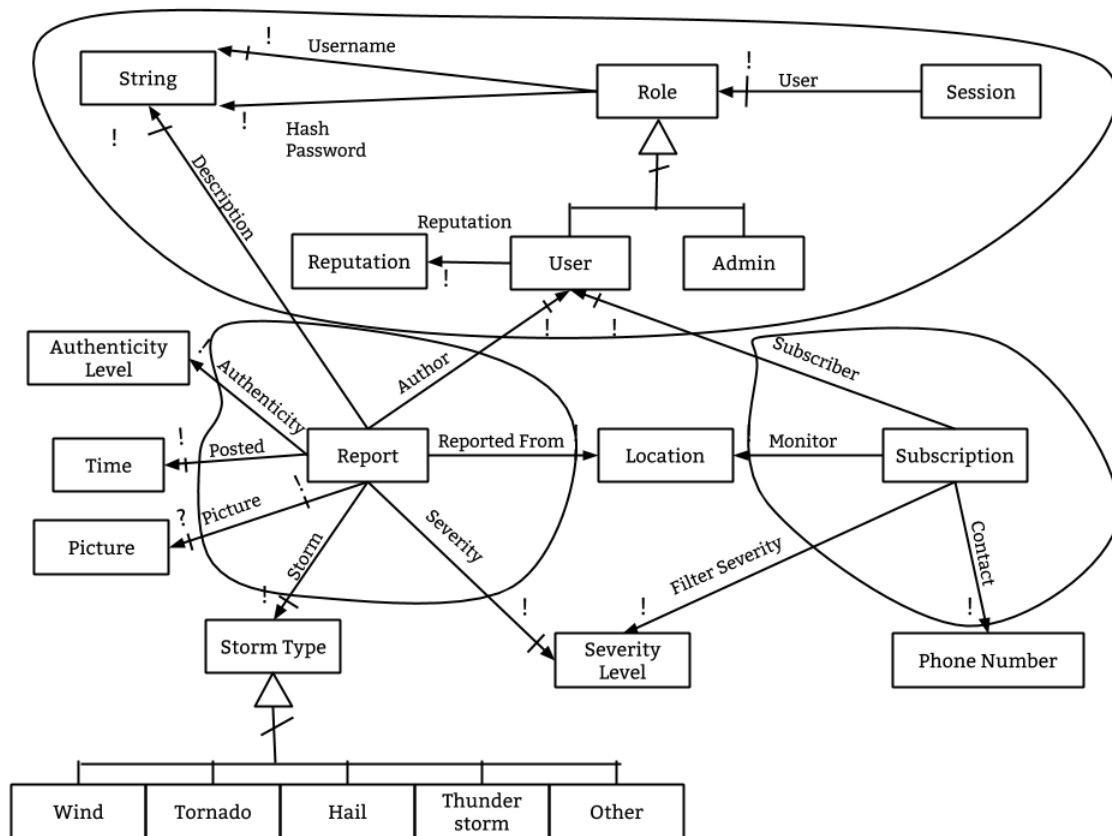 !
Username
String
Role
!
User
Session
!
Hash
Password
!
Description
Reputation
Reputation
!
User
Admin
!
!
Authenticity
Level
!
Authenticity
Author
Subscriber
!
Time
Posted
Report
Reported From
!
Location
Monitor
Subscription
?
Picture
Picture
!
Storm
Severity
Filter Severity
Contact
!
!
!
!
Storm Type
Severity
Level
Phone Number
Wind
Tornado
Hail
Thunder
storm
Other